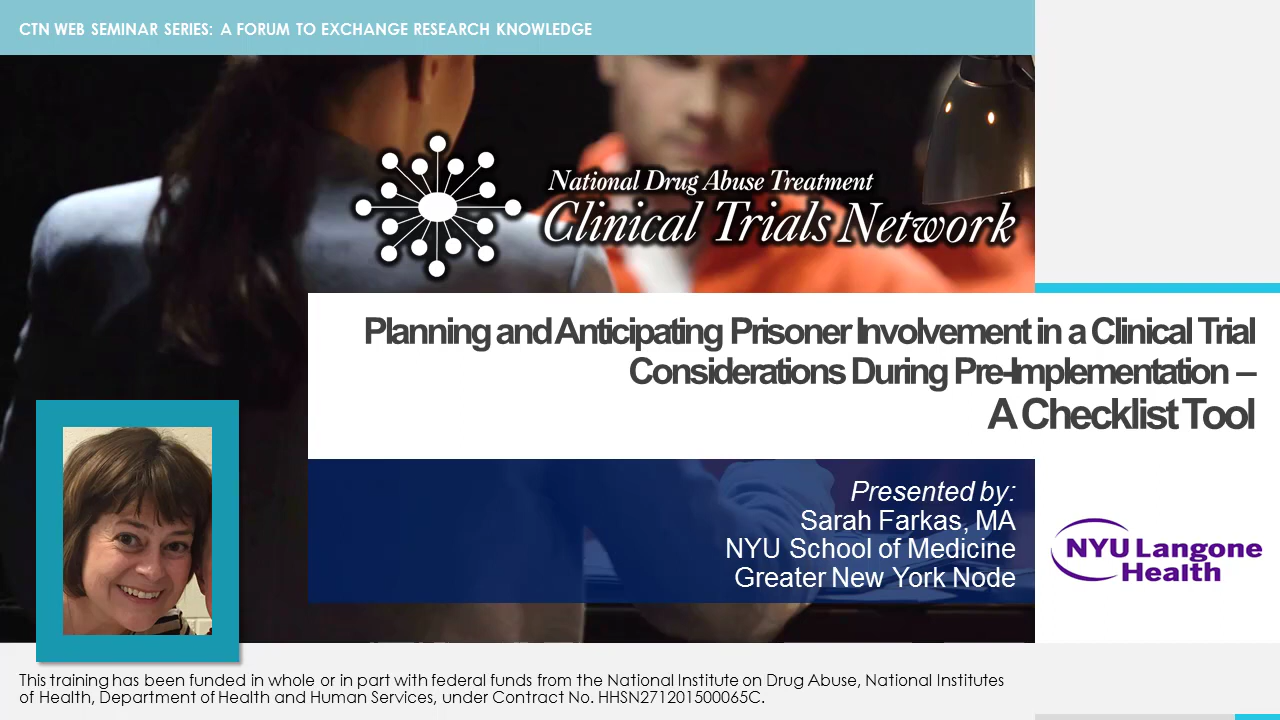 CTN WEB SEMINAR SERIES: A FORUM TO EXCHANGE RESEARCH KNOWLEDGE
National Drug Abuse Treatment
Clinical Trials Network
Planning and Anticipating Prisoner Involvement in a Clinical Trial
Considerations During Pre-Implementation –
A Checklist Tool
Presented by:
Sarah Farkas, MA
NYU School of Medicine
Greater New York Node
NYU Langone
Health
This training has been funded in whole or in part with federal funds from the National Institute on Drug Abuse, National Institutes
of Health, Department of Health and Human Services, under Contract No. HHSN271201500065C.